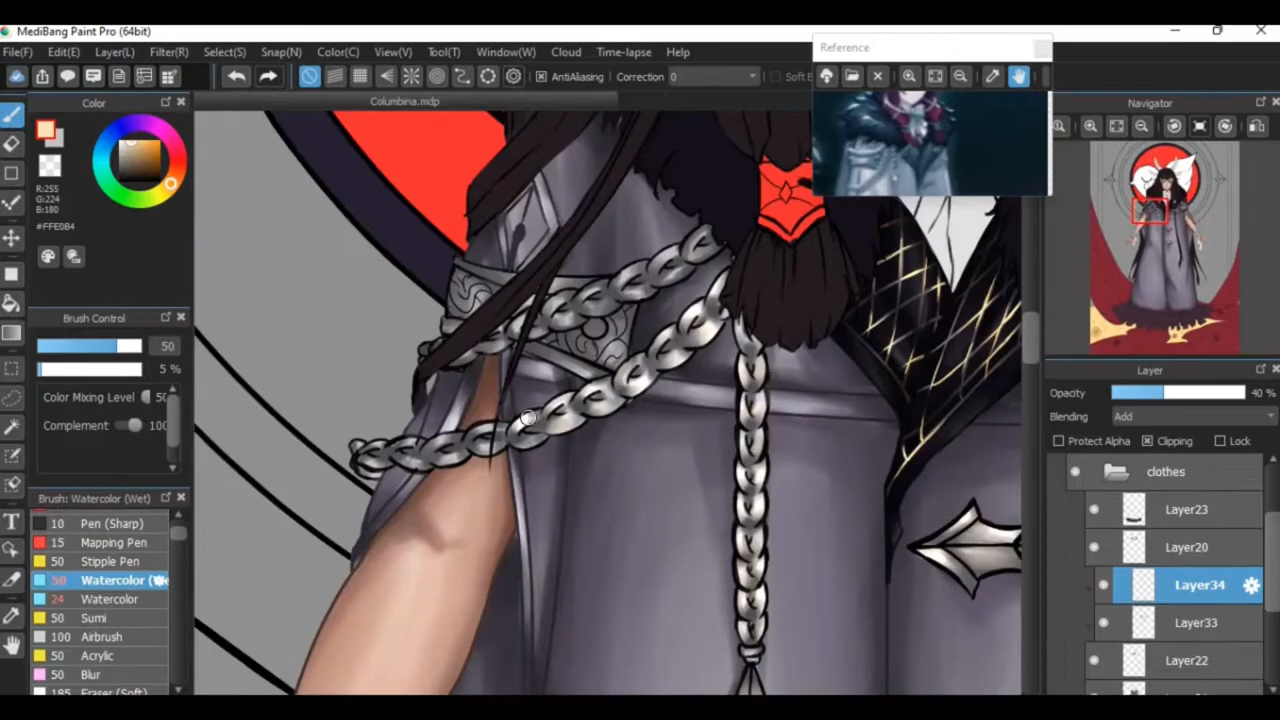 MediBang Paint Pro (64bit)
File(F) Edit(E) Layer(L) Filter(R) Select(S) Snap(N) Color(C) View(V) Tool(T) Window(W) Cloud Time-lapse Help
Reference
AntiAliasing Correction 0 Soft E
Color
Columbina.mdp
Navigator
R:255
G:224
B:180
#FFE0B4
Brush Control
50
5 %
Color Mixing Level 50
Complement 100
Brush: Watercolor (Wet)
10 Pen (Sharp)
15 Mapping Pen
50 Stipple Pen
50 Watercolor (We
24 Watercolor
50 Sumi
100 Airbrush
50 Acrylic
50 Blur
185 Eraser (Soft)
Layer
Opacity 40 %
Blending Add
Protect Alpha Clipping Lock
clothes
Layer23
Layer20
Layer34
Layer33
Layer22